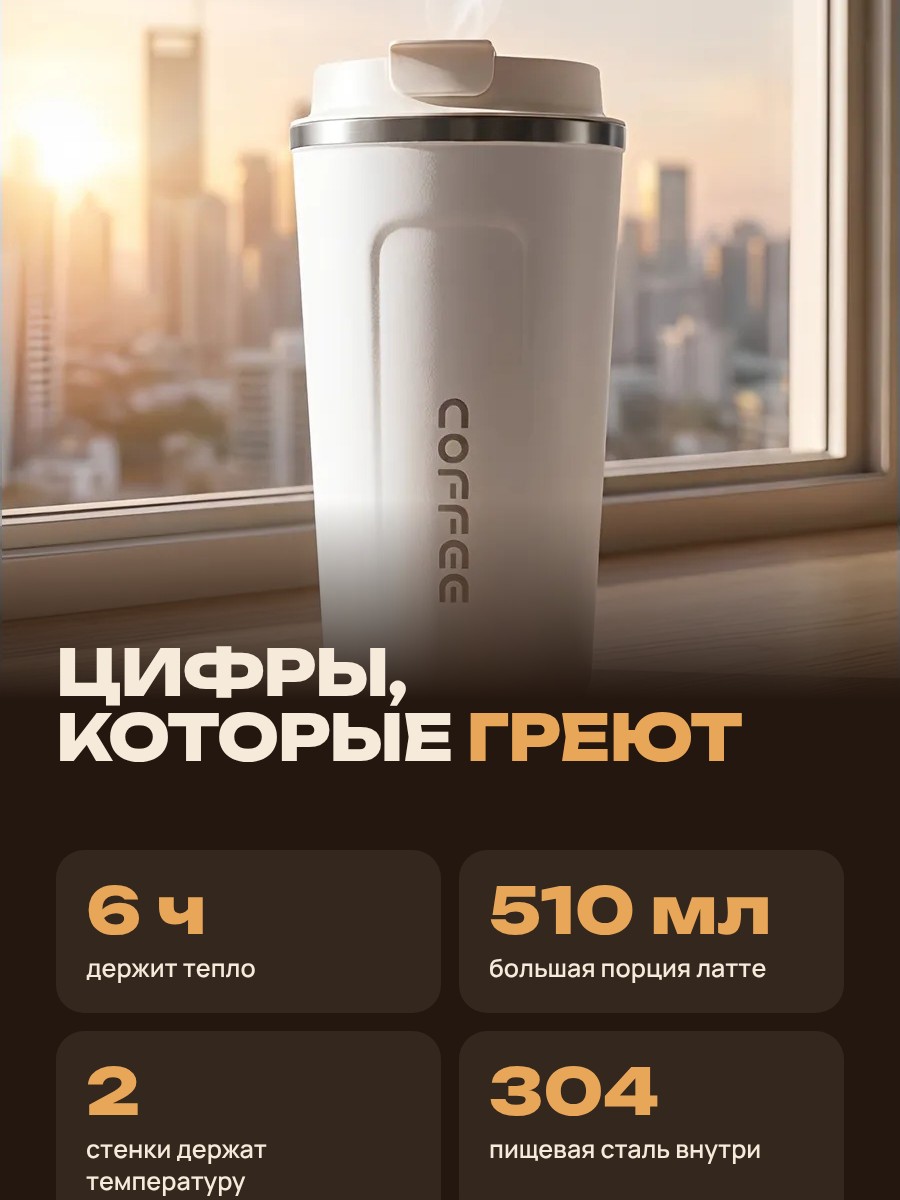 COFFEE
ЦИФРЫ,
КОТОРЫЕ ГРЕЮТ
6 ч
держит тепло
510 мл
большая порция латте
2
стенки держат
температуру
304
пищевая сталь внутри